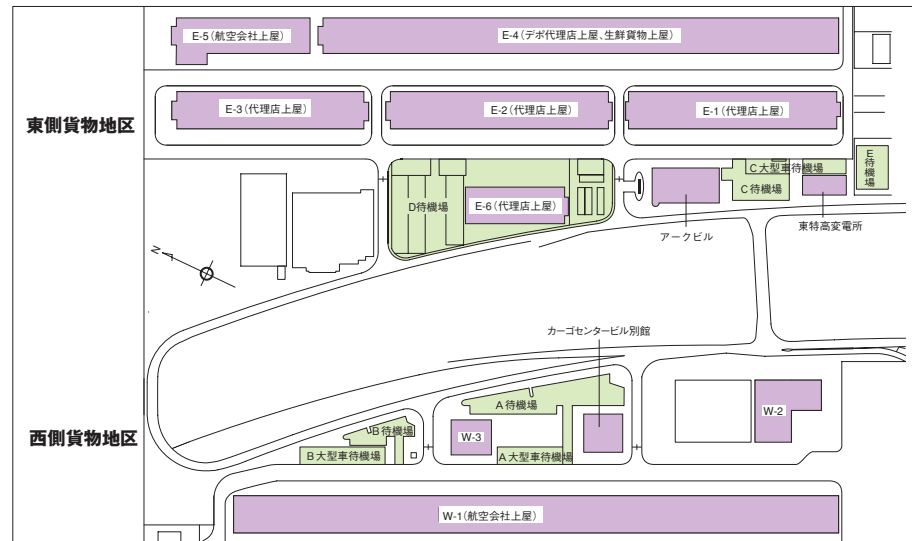 E-5(航空会社上屋)
E-4(デポ代理店上屋、生鮮貨物上屋)
E-3(代理店上屋)
E-2(代理店上屋)
E-1(代理店上屋)
東側貨物地区
E待機場
C大型車待機場
C待機場
D待機場
E-6(代理店上屋)
アークビル
東特高変電所
N
カーゴセンタービル別館
A待機場
W-2
西側貨物地区
B待機場
W-3
B大型車待機場
A大型車待機場
W-1(航空会社上屋)